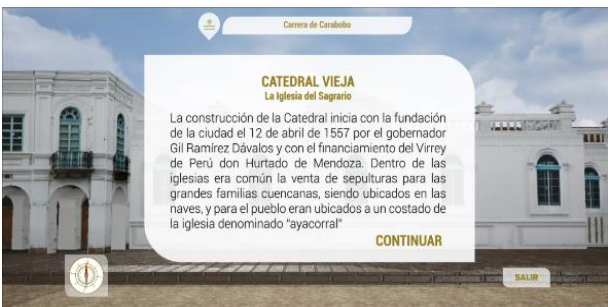 Carrera de Carabobo
CATEDRAL VIEJA
La Iglesia del Sagrario
La construcción de la Catedral inicia con la fundación
de la ciudad el 12 de abril de 1557 por el gobernador
Gil Ramírez Dávalos y con el financiamiento del Virrey
de Perú don Hurtado de Mendoza. Dentro de las
iglesias era común la venta de sepulturas para las
grandes familias cuencanas, siendo ubicados en las
naves, y para el pueblo eran ubicados a un costado de
la iglesia denominado "ayacorral"
CONTINUAR
SALIR